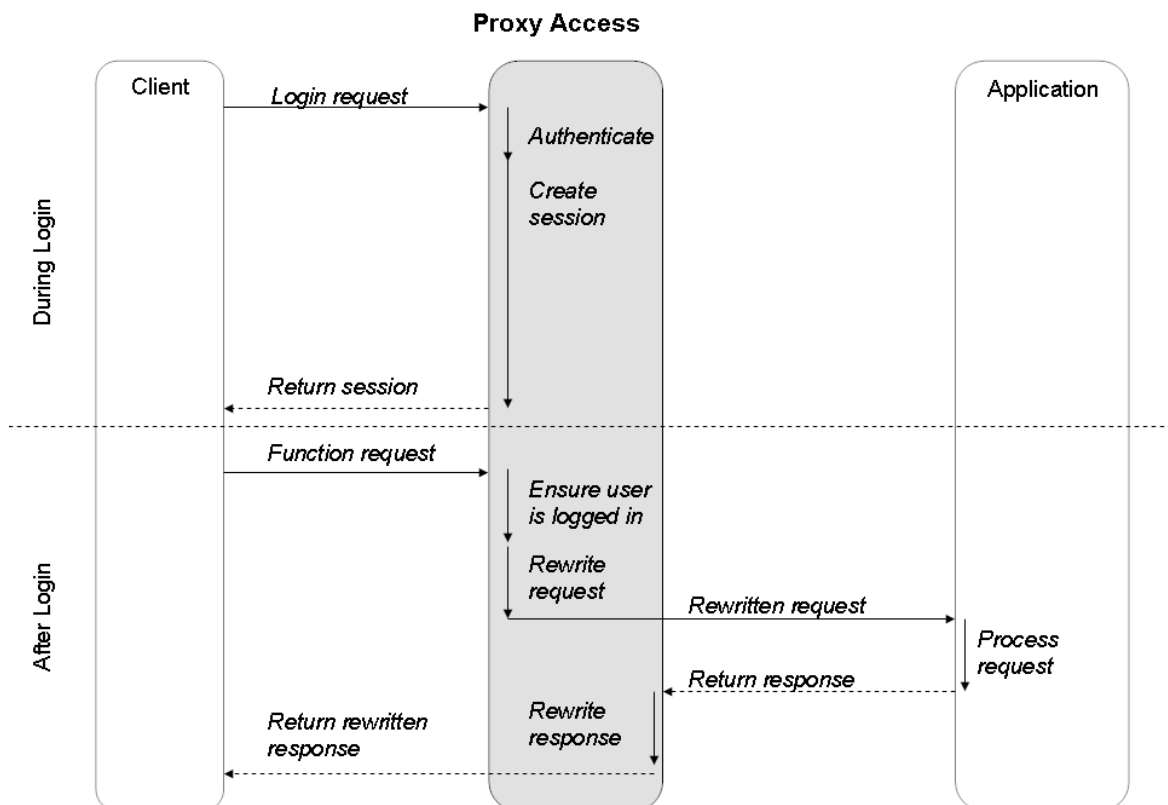 Proxy Access
Client
Application
Login request
Authenticate
Create
session
During Login
Return session
Function request
Ensure user
is logged in
Rewrite
request
Rewritten request
After Login
Process
request
Return response
Return rewritten
response
Rewrite
response